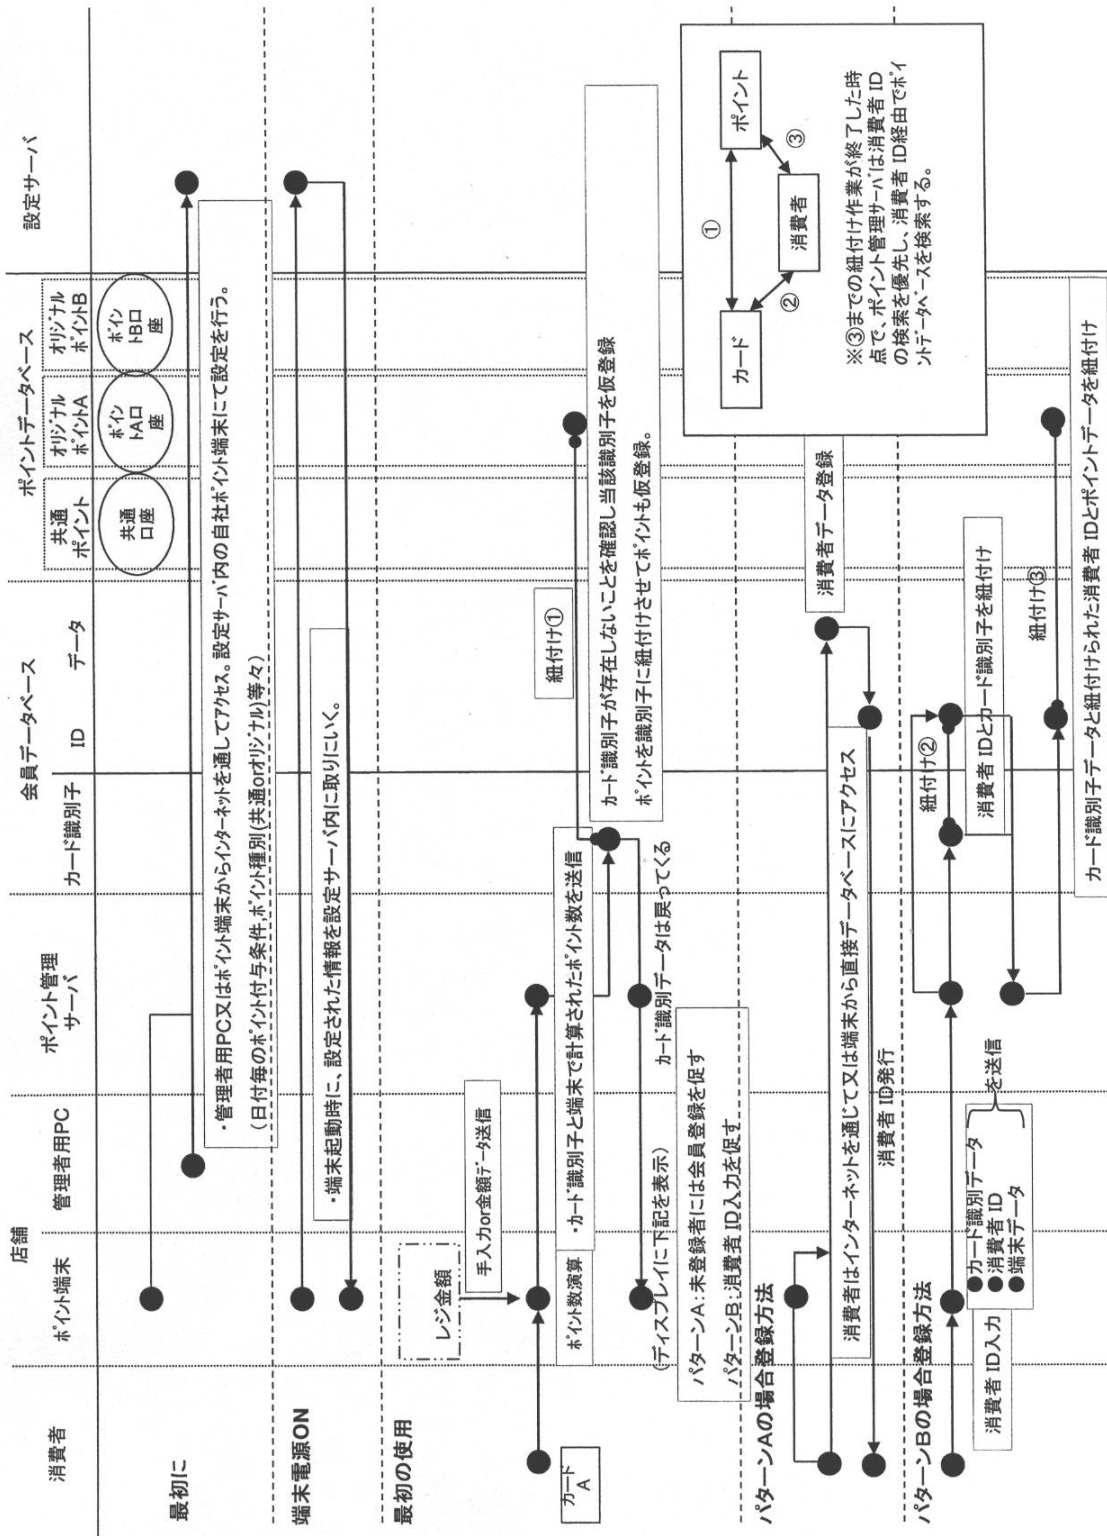 消費者
店舗
ポイント端末
管理者用PC
ポイント管理
サーバ
会員データベース
カード識別子
ID
データ
ポイントデータベース
共通
ポイント
オリジナル
ポイントA
オリジナル
ポイントB
設定サーバ
共通
口座
ポイン
トA口
座
ポイン
トB口
座
最初に
・管理者用PC又はポイント端末からインターネットを通してアクセス。設定サーバ内の自社ポイント端末にて設定を行う。
(日付毎のポイント付与条件,ポイント種別(共通orオリジナル)等々)
端末電源ON
・端末起動時に、設定された情報を設定サーバ内に取りにいく。
最初の使用
レジ金額
手入力or金額データ送信
カード
A
ポイント数演算
・カード識別子と端末で計算されたポイント数を送信
紐付け①
カード識別子が存在しないことを確認し当該識別子を仮登録
ポイントを識別子に紐付けさせてポイントも仮登録。
カード識別データは戻ってくる
(ディスプレイに下記を表示)
パターンA:未登録者には会員登録を促す
パターンB:消費者ID入力を促す
パターンAの場合登録方法
消費者データ登録
消費者はインターネットを通じて又は端末から直接データベースにアクセス
消費者ID発行
パターンBの場合登録方法
消費者ID入力
●カード識別データ
●消費者ID
●端末データ
を送信
紐付け②
消費者IDとカード識別子を紐付け
紐付け③
カード識別子データと紐付けられた消費者IDとポイントデータを紐付け
カード
ポイント
消費者
①
②
③
※③までの紐付け作業が終了した時
点で、ポイント管理サーバは消費者ID
の検索を優先し、消費者ID経由でポイ
ントデータベースを検索する。